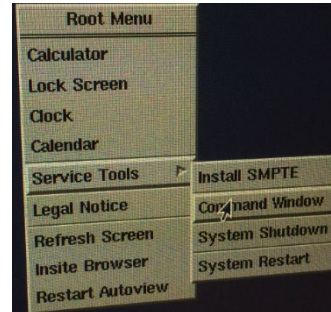 Root Menu
Calculator
Lock Screen
Clock
Calendar
Service Tools
Legal Notice
Refresh Screen
Insite Browser
Restart Autoview
Install SMPTE
Command Window
System Shutdown
System Restart